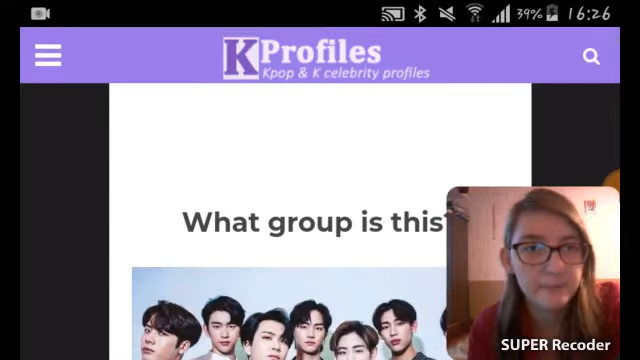 39% 16:26
KProfiles
Kpop & K celebrity profiles
What group is this
SUPER Recoder